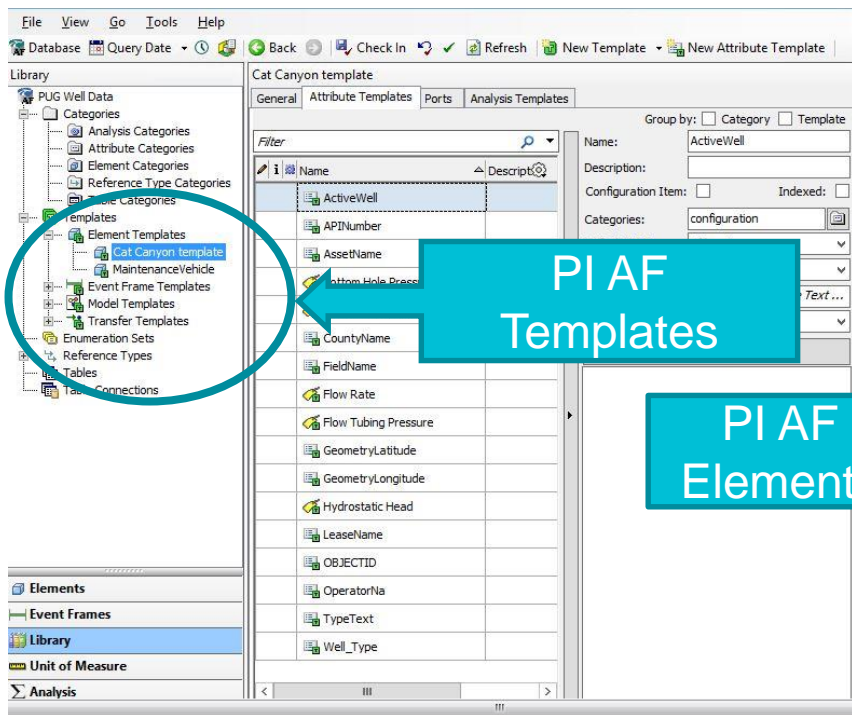 File View Go Tools Help
Database Query Date Back Check In Refresh New Template New Attribute Template
Library
PUG Well Data
Categories
Analysis Categories
Attribute Categories
Element Categories
Reference Type Categories
Table Categories
Templates
Element Templates
Cat Canyon template
MaintenanceVehicle
Event Frame Templates
Model Templates
Transfer Templates
Enumeration Sets
Reference Types
Tables
Table Connections
Elements
Event Frames
Library
Unit of Measure
Analysis
Cat Canyon template
General Attribute Templates Ports Analysis Templates
Group by: Category Template
Filter
Name Descript
ActiveWell
APINumber
AssetName
Bottom Hole Press
CountyName
FieldName
Flow Rate
Flow Tubing Pressure
GeometryLatitude
GeometryLongitude
Hydrostatic Head
LeaseName
OBJECTID
OperatorNa
TypeText
Well_Type
Name: ActiveWell
Description:
Configuration Item: Indexed:
Categories: configuration
Text ...
PI AF
Templates
PI AF
Element